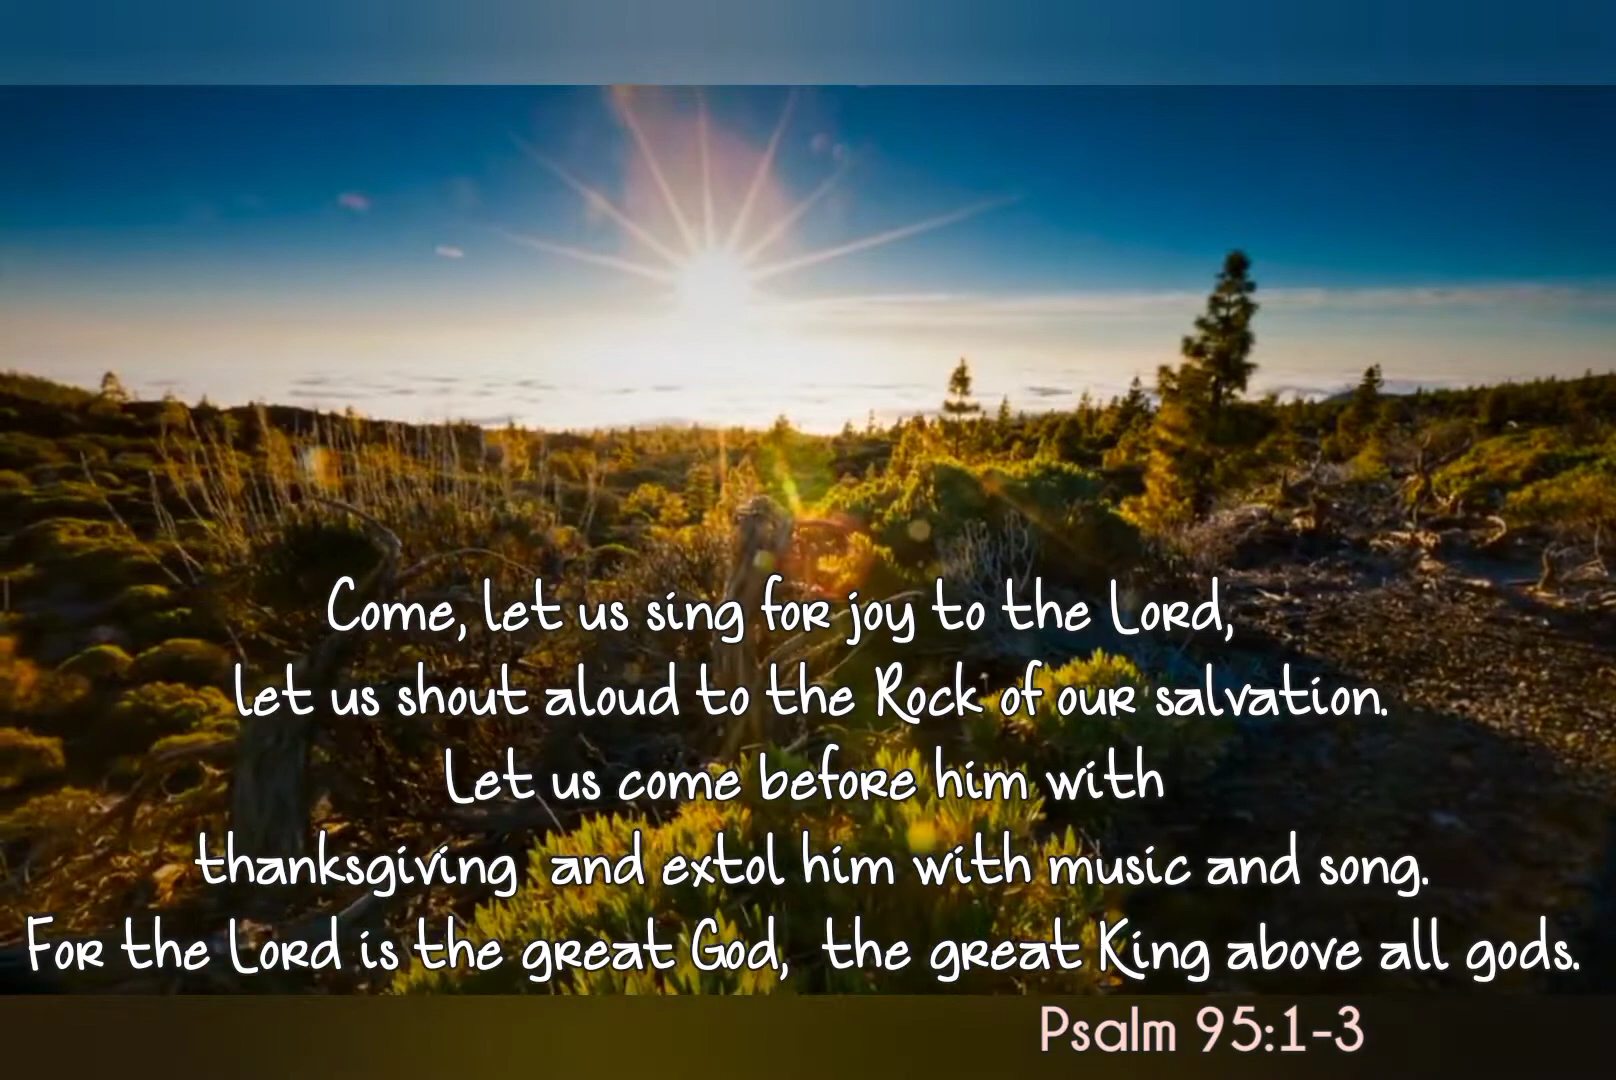 Come, let us sing for joy to the Lord,
let us shout aloud to the Rock of our salvation.
Let us come before him with
thanksgiving and extol him with music and song.
For the Lord is the great God, the great King above all gods.
Psalm 95:1-3